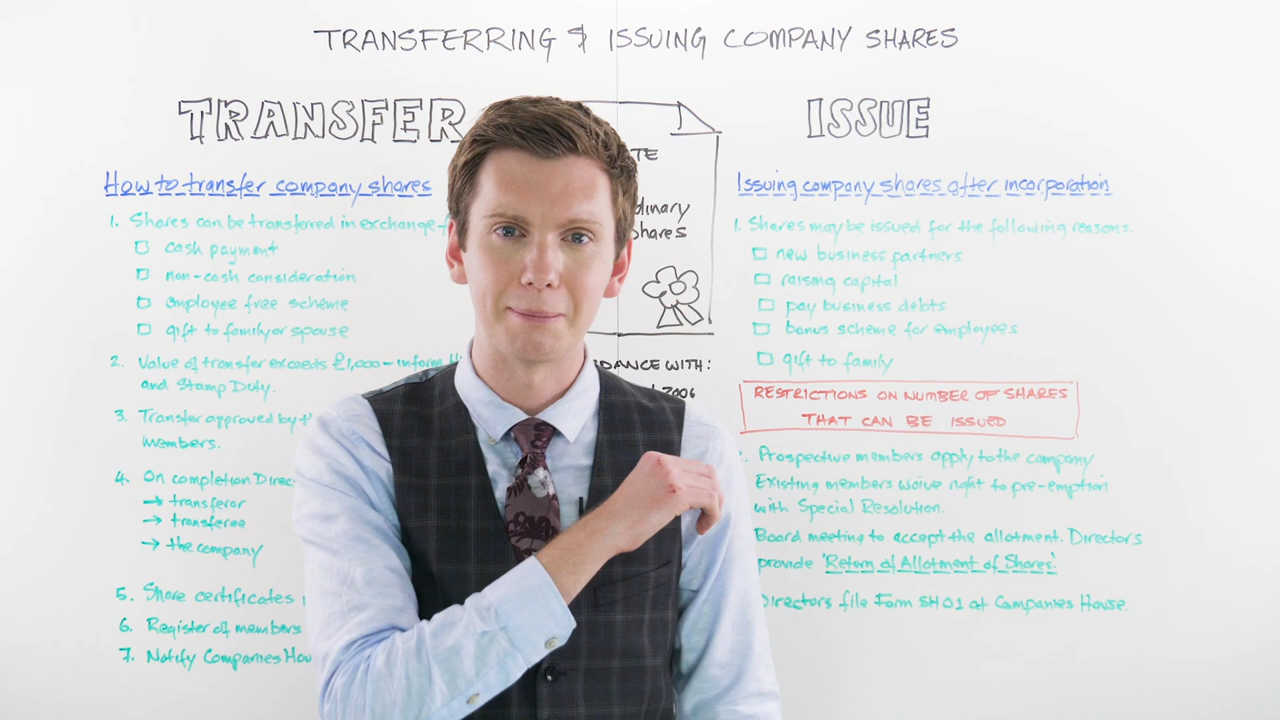 TRANSFERRING & ISSUING COMPANY SHARES
TRANSFER
How to transfer company shares
1. Shares can be transferred in exchange
□ cash payment
□ non-cash consideration
□ employee free scheme
□ gift to family or spouse
2. Value of transfer exceeds £1,000 - inform
and Stamp Duty.
3. Transfer approved by
members.
4. On completion
→ transferor
→ transferee
→ the company
5. Share certificates
6. Register of members
7. Notify Companies
shares
WITH:
2006
ISSUE
Issuing company shares after incorporation
1. Shares may be issued for the following reasons.
□ new business partners
□ raising capital
□ pay business debts
□ bonus scheme for employees
□ gift to family
RESTRICTIONS ON NUMBER OF SHARES
THAT CAN BE ISSUED
Prospective members apply to the company
Existing members waive right to pre-emption
with Special Resolution.
Board meeting to accept the allotment. Directors
provide 'Return of Allotment of Shares'.
Directors file Form SH01 at Companies House.